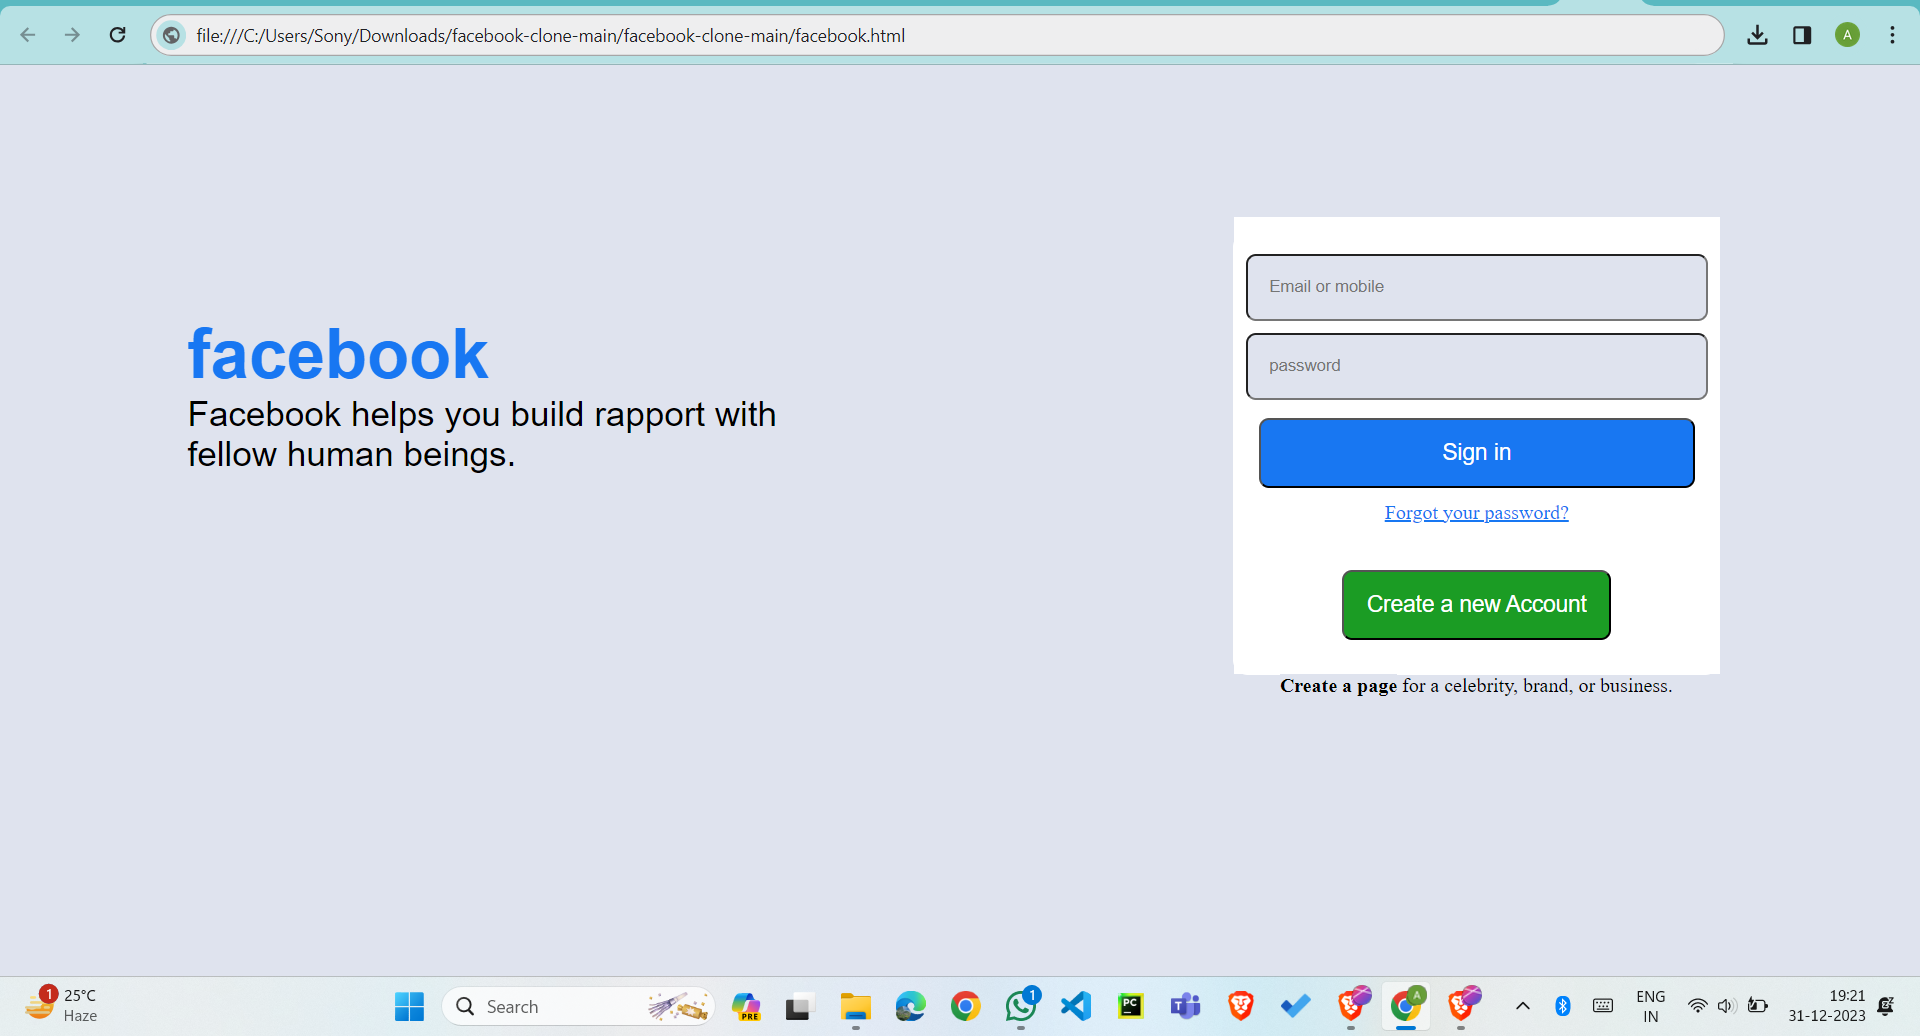 file:///C:/Users/Sony/Downloads/facebook-clone-main/facebook-clone-main/facebook.html
A
facebook
Facebook helps you build rapport with
fellow human beings.
Email or mobile
password
Sign in
Forgot your password?
Create a new Account
Create a page for a celebrity, brand, or business.
1
25°C
Haze
Search
PRE
1
PC
T
A
ENG
IN
19:21
31-12-2023